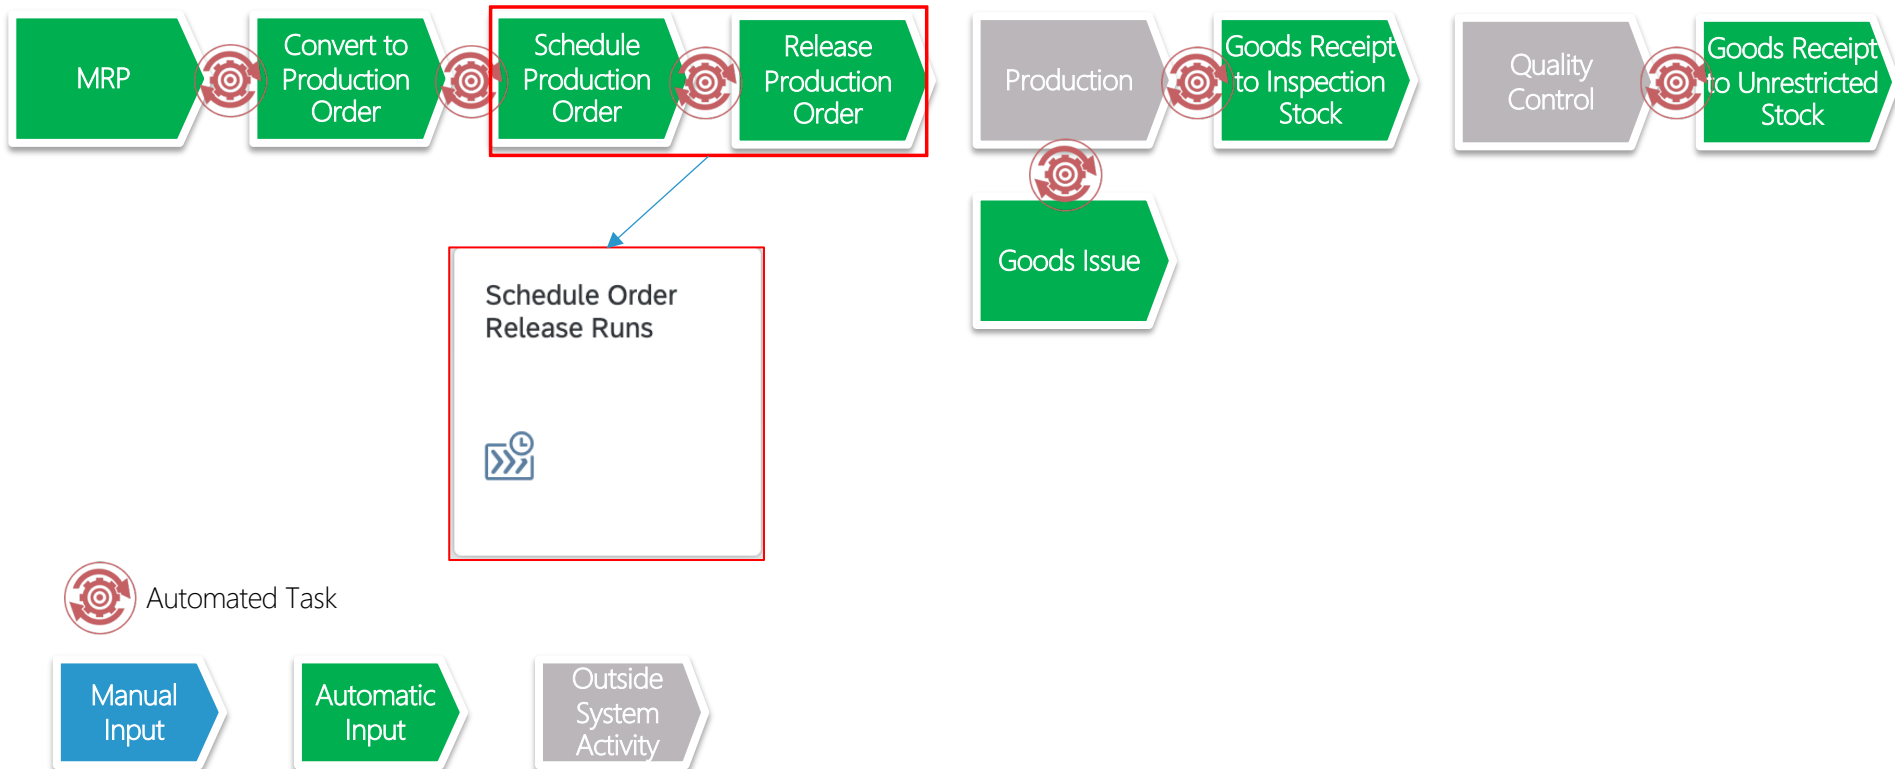 MRP
Convert to
Production
Order
Schedule
Production
Order
Release
Production
Order
Production
Goods Receipt
to Inspection
Stock
Quality
Control
Goods Receipt
to Unrestricted
Stock
Goods Issue
Schedule Order
Release Runs
Automated Task
Manual
Input
Automatic
Input
Outside
System
Activity